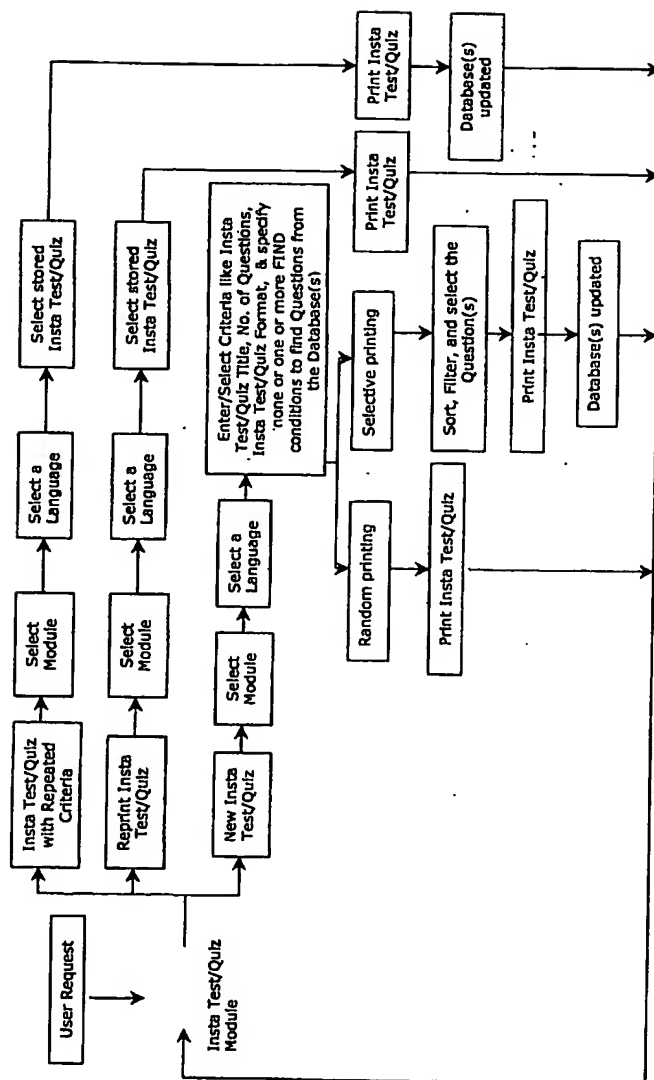 User Request
Insta Test/Quiz
Module
Insta Test/Quiz
with Repeated
Criteria
Select
Module
Select a
Language
Select stored
Insta Test/Quiz
Print Insta
Test/Quiz
Database(s)
updated
Reprint Insta
Test/Quiz
Select
Module
Select a
Language
Select stored
Insta Test/Quiz
Print Insta
Test/Quiz
New Insta
Test/Quiz
Select
Module
Select a
Language
Enter/Select Criteria like Insta
Test/Quiz Title, No. of Questions,
Insta Test/Quiz Format, & specify
none or one or more FIND
conditions to find Questions from
the Database(s)
Random printing
Print Insta Test/Quiz
Selective printing
Sort, Filter, and select the
Question(s)
Print Insta Test/Quiz
Database(s) updated